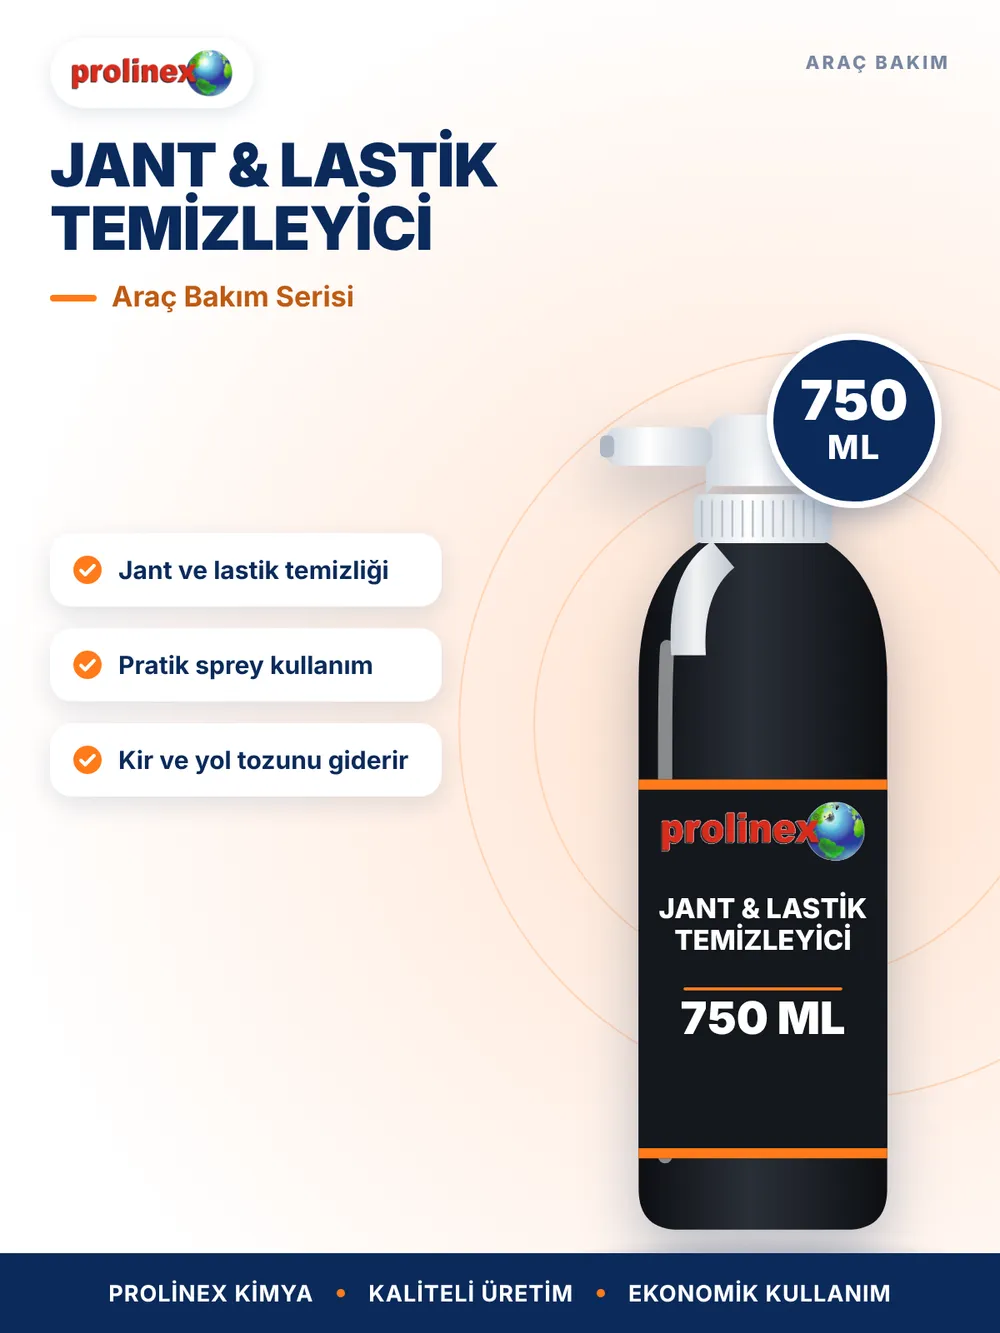 prolinex
ARAÇ BAKIM
JANT & LASTİK
TEMİZLEYİCİ
Araç Bakım Serisi
750
ML
Jant ve lastik temizliği
Pratik sprey kullanım
Kir ve yol tozunu giderir
prolinex
JANT & LASTİK
TEMİZLEYİCİ
750 ML
PROLİNEX KİMYA • KALİTELİ ÜRETİM • EKONOMİK KULLANIM